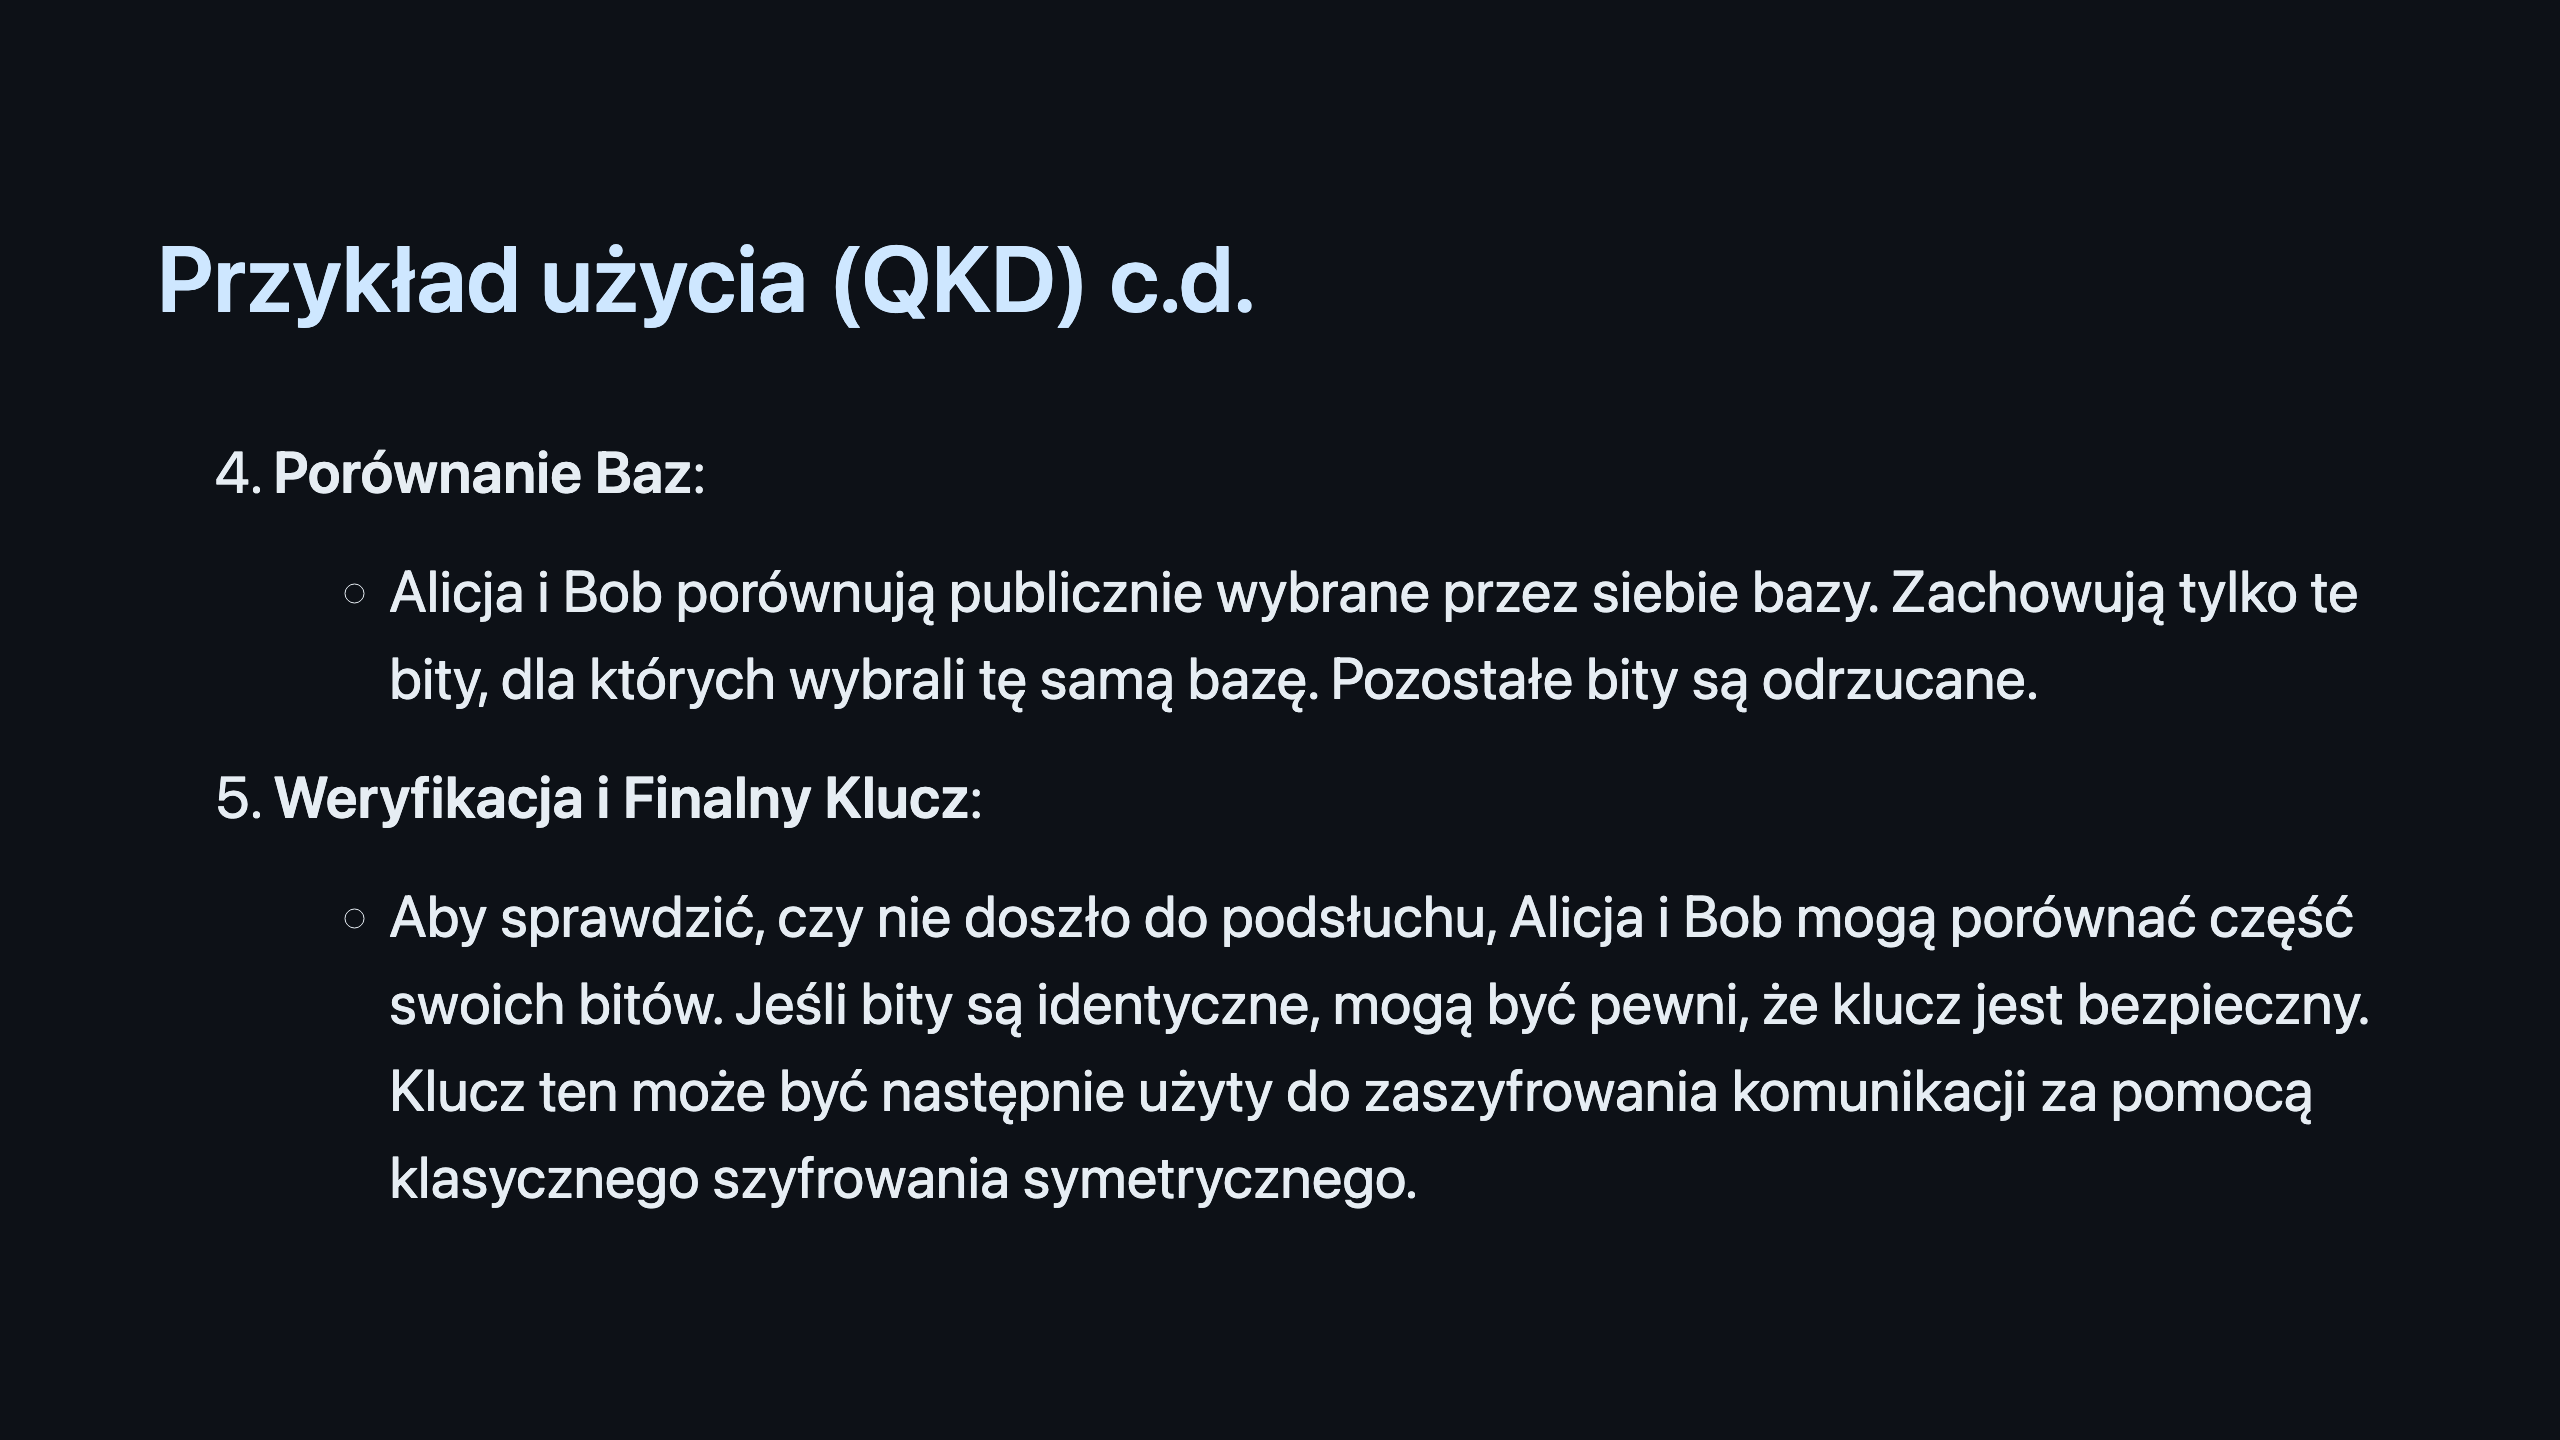 Przykład użycia (QKD) c.d.
4. Porównanie Baz:
○ Alicja i Bob porównują publicznie wybrane przez siebie bazy. Zachowują tylko te
bity, dla których wybrali tę samą bazę. Pozostałe bity są odrzucane.
5. Weryfikacja i Finalny Klucz:
○ Aby sprawdzić, czy nie doszło do podsłuchu, Alicja i Bob mogą porównać część
swoich bitów. Jeśli bity są identyczne, mogą być pewni, że klucz jest bezpieczny.
Klucz ten może być następnie użyty do zaszyfrowania komunikacji za pomocą
klasycznego szyfrowania symetrycznego.